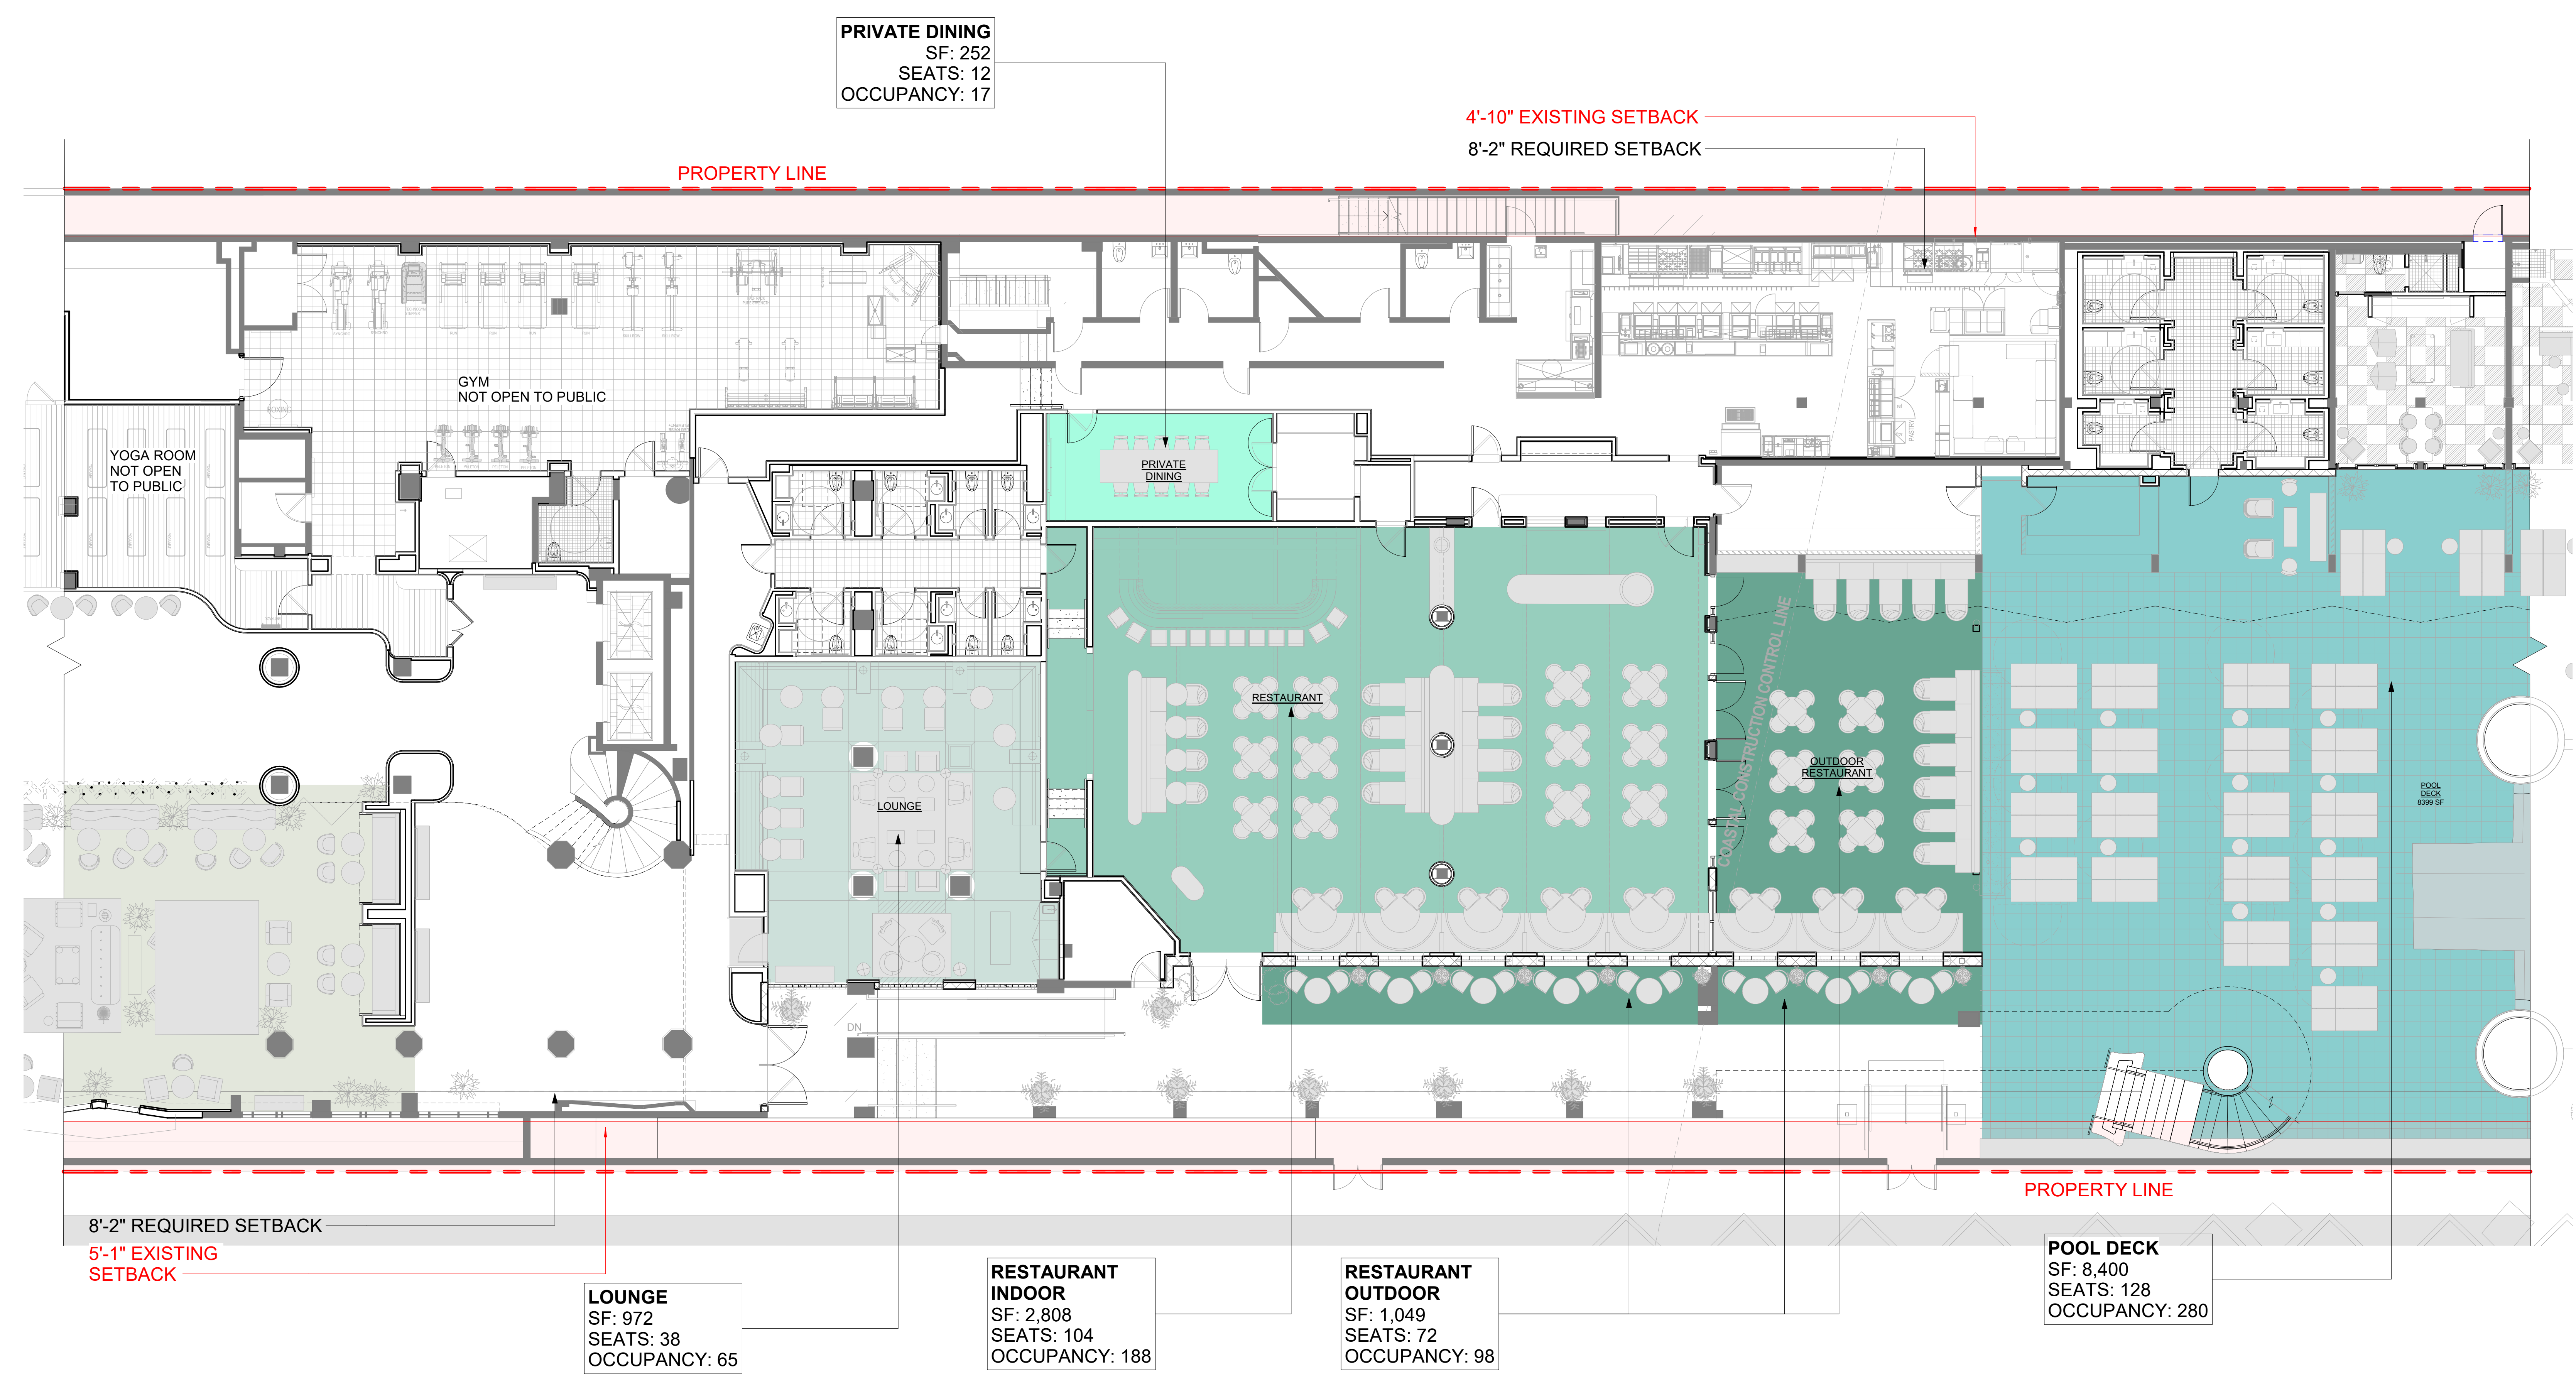 PRIVATE DINING
SF: 252
SEATS: 12
OCCUPANCY: 17
4'-10" EXISTING SETBACK
8'-2" REQUIRED SETBACK
PROPERTY LINE
GYM
NOT OPEN TO PUBLIC
BOXING
YOGA ROOM
NOT OPEN
TO PUBLIC
PRIVATE
DINING
PASTRY
RESTAURANT
COASTAL CONSTRUCTION CONTROL LINE
OUTDOOR
RESTAURANT
LOUNGE
POOL
DECK
8399 SF
DN
PROPERTY LINE
8'-2" REQUIRED SETBACK
5'-1" EXISTING
SETBACK
LOUNGE
SF: 972
SEATS: 38
OCCUPANCY: 65
RESTAURANT
INDOOR
SF: 2,808
SEATS: 104
OCCUPANCY: 188
RESTAURANT
OUTDOOR
SF: 1,049
SEATS: 72
OCCUPANCY: 98
POOL DECK
SF: 8,400
SEATS: 128
OCCUPANCY: 280